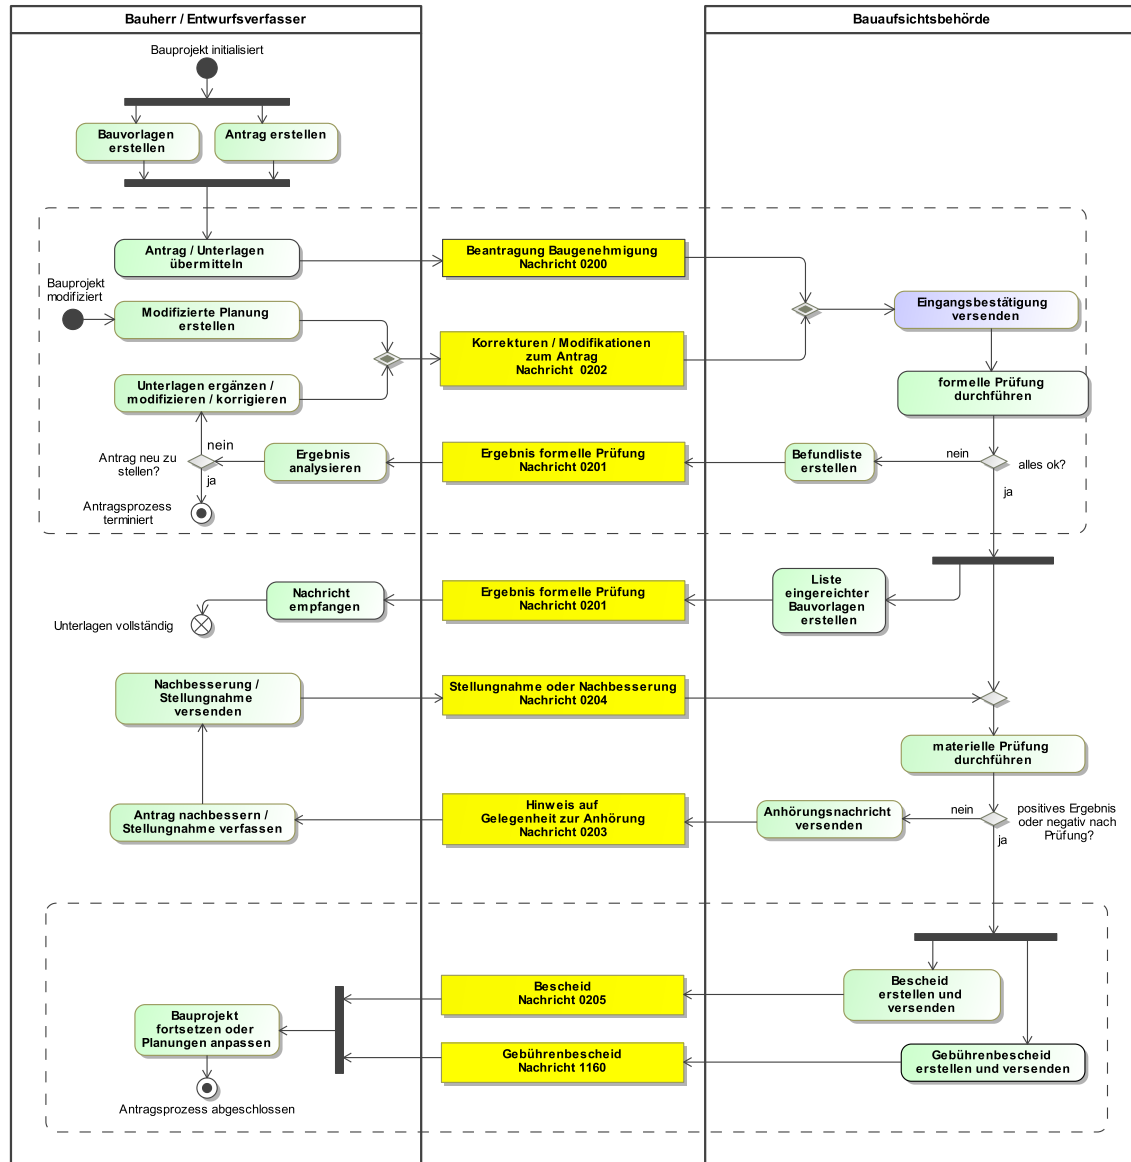 Bauherr / Entwurfsverfasser
Bauaufsichtsbehörde
Bauprojekt initialisiert
Bauvorlagen
erstellen
Antrag erstellen
Antrag / Unterlagen
übermitteln
Beantragung Baugenehmigung
Nachricht 0200
Bauprojekt
modifiziert
Modifizierte Planung
erstellen
Eingangsbestätigung
versenden
Korrekturen / Modifikationen
zum Antrag
Nachricht 0202
Unterlagen ergänzen /
modifizieren / korrigieren
formelle Prüfung
durchführen
nein
Antrag neu zu
stellen?
ja
Ergebnis
analysieren
Ergebnis formelle Prüfung
Nachricht 0201
Befundliste
erstellen
nein
alles ok?
ja
Antragsprozess
terminiert
Nachricht
empfangen
Ergebnis formelle Prüfung
Nachricht 0201
Liste
eingereichter
Bauvorlagen
erstellen
Unterlagen vollständig
Nachbesserung /
Stellungnahme
versenden
Stellungnahme oder Nachbesserung
Nachricht 0204
materielle Prüfung
durchführen
Antrag nachbessern /
Stellungnahme verfassen
Hinweis auf
Gelegenheit zur Anhörung
Nachricht 0203
Anhörungsnachricht
versenden
nein
positives Ergebnis
oder negativ nach
Prüfung?
ja
Bescheid
Nachricht 0205
Bescheid
erstellen und
versenden
Bauprojekt
fortsetzen oder
Planungen anpassen
Gebührenbescheid
Nachricht 1160
Gebührenbescheid
erstellen und versenden
Antragsprozess abgeschlossen